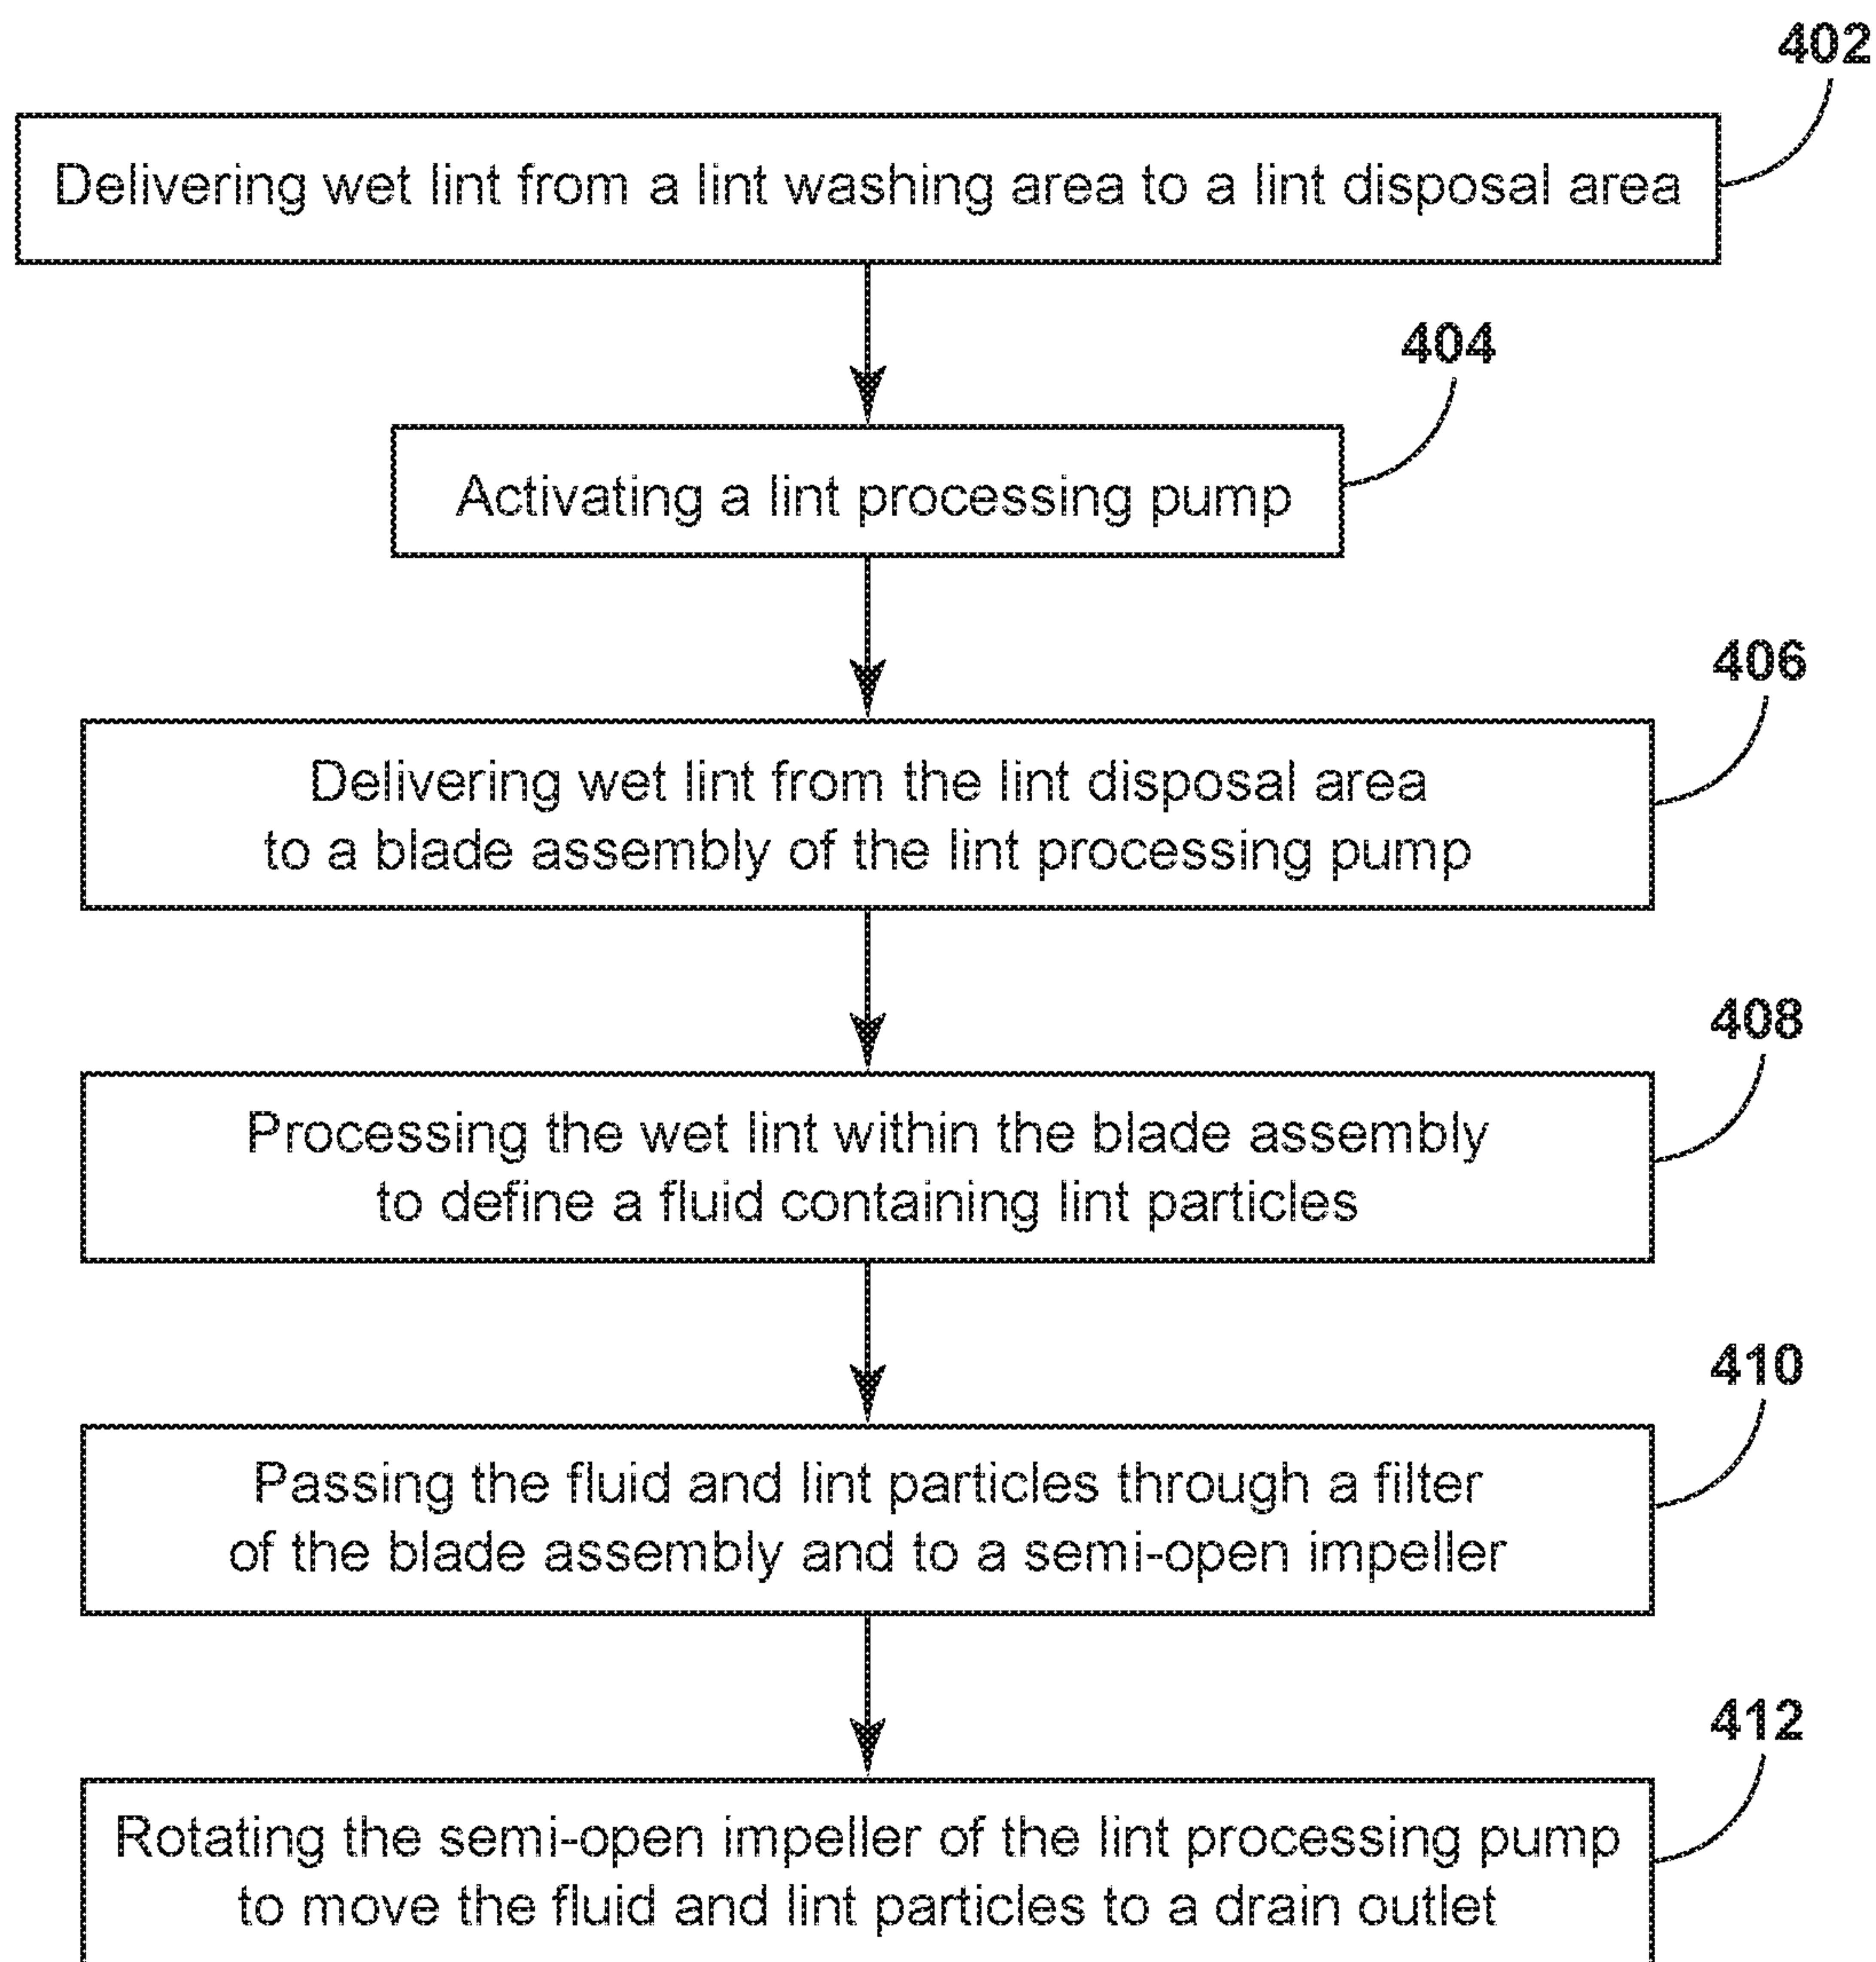 402
Delivering wet lint from a lint washing area to a lint disposal area
404
Activating a lint processing pump
406
Delivering wet lint from the lint disposal area
to a blade assembly of the lint processing pump
408
Processing the wet lint within the blade assembly
to define a fluid containing lint particles
410
Passing the fluid and lint particles through a filter
of the blade assembly and to a semi-open impeller
412
Rotating the semi-open impeller of the lint processing pump
to move the fluid and lint particles to a drain outlet